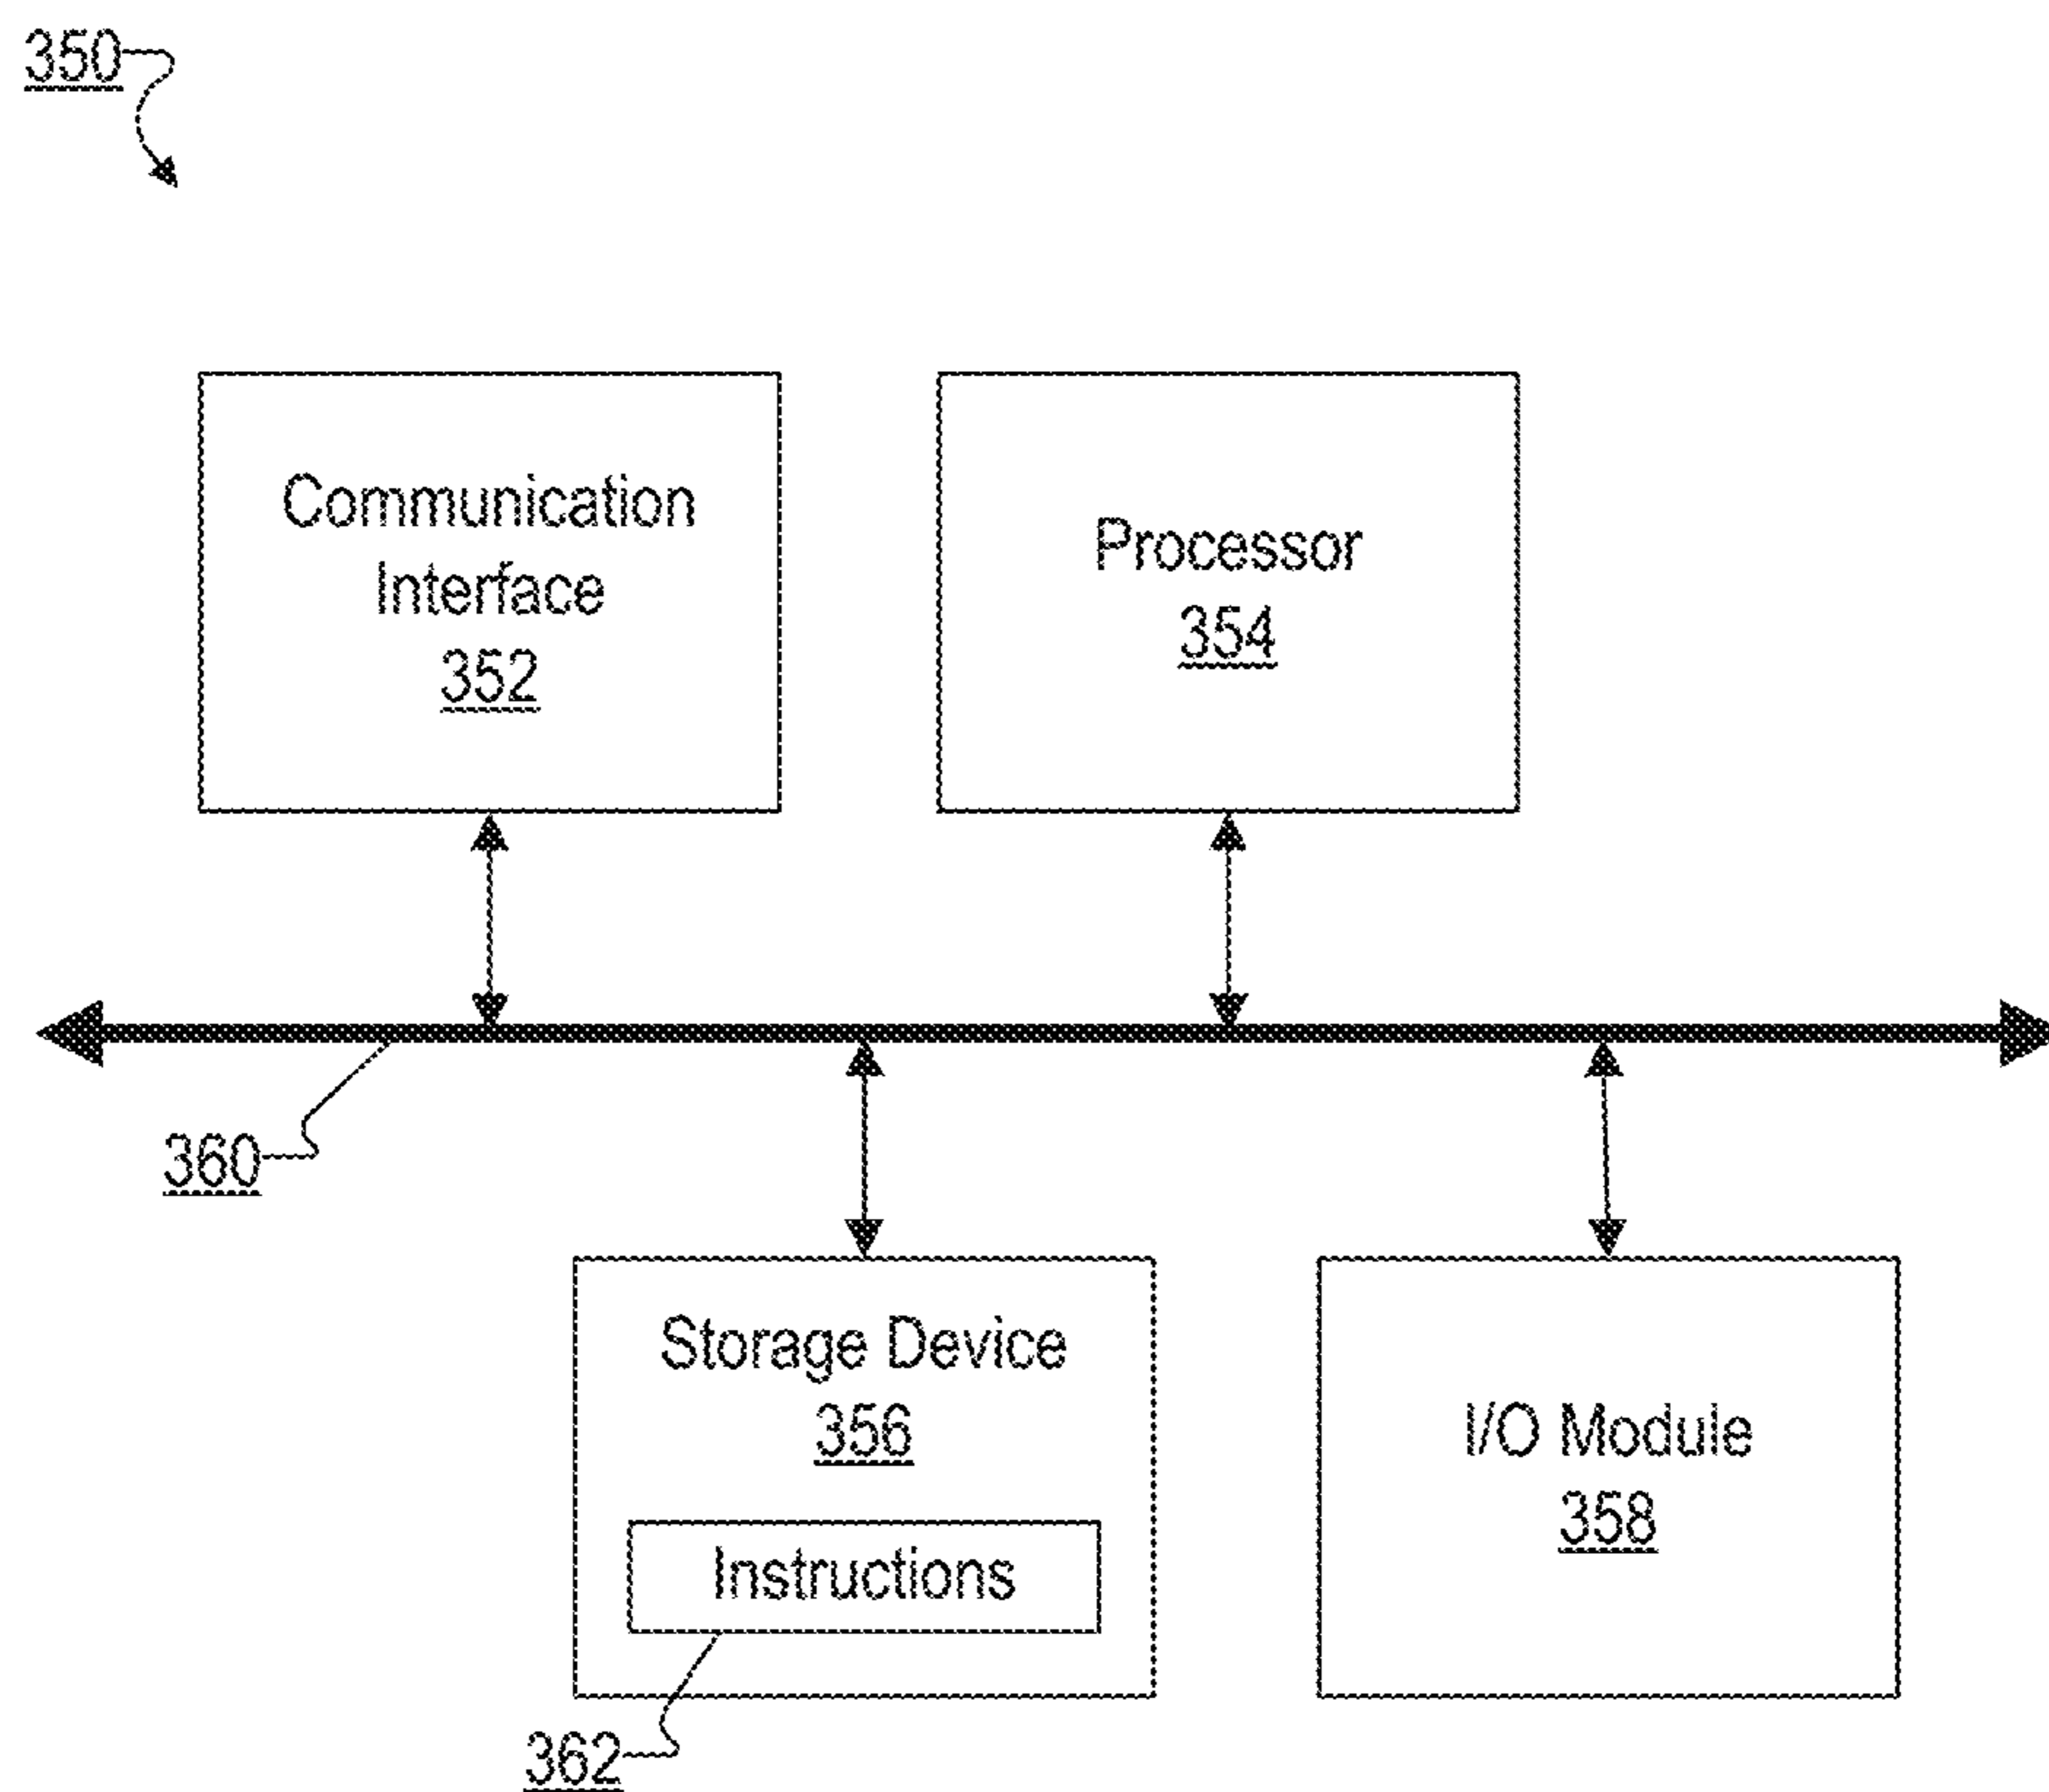 350
Communication
Interface
352
Processor
354
360
Storage Device
356
Instructions
362
I/O Module
358